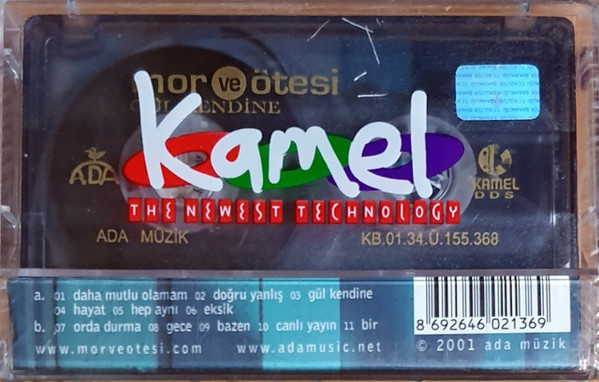 mor ve ötesi
GÜL KENDİNE
Kamel
THE NEWEST TECHNOLOGY
ADA
KAMEL
DDS
ADA MÜZİK
KB.01.34.Ü.155.368
a. 01 daha mutlu olamam 02 doğru yanlış 03 gül kendine
04 hayat 05 hep aynı 06 eksik
b. 07 orda durma 08 gece 09 bazen 10 canlı yayın 11 bir
www.morveotesi.com www.adamusic.net
8 692646 021369
© 2001 ada müzik